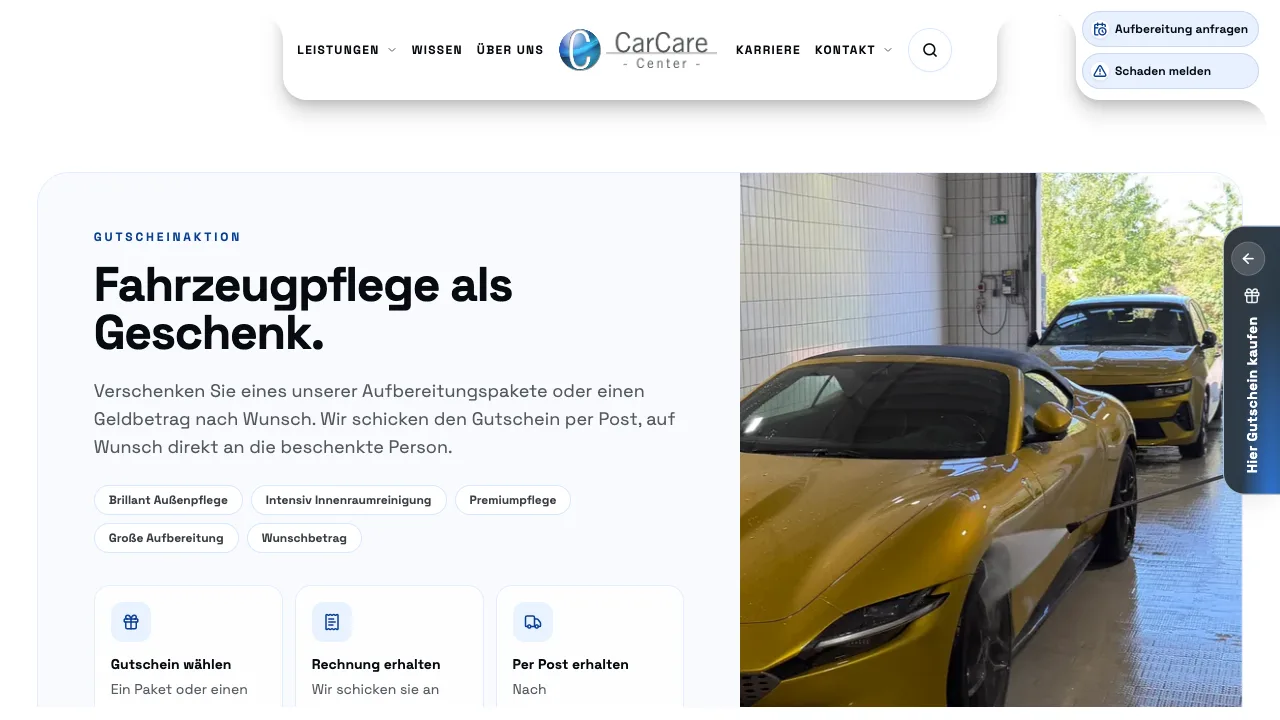 LEISTUNGEN
WISSEN
ÜBER UNS
CarCare
- Center -
KARRIERE
KONTAKT
Aufbereitung anfragen
Schaden melden
GUTSCHEINAKTION
Fahrzeugpflege als
Geschenk.
Verschenken Sie eines unserer Aufbereitungspakete oder einen
Geldbetrag nach Wunsch. Wir schicken den Gutschein per Post, auf
Wunsch direkt an die beschenkte Person.
Brillant Außenpflege
Intensiv Innenraumreinigung
Premiumpflege
Große Aufbereitung
Wunschbetrag
Gutschein wählen
Ein Paket oder einen
Rechnung erhalten
Wir schicken sie an
Per Post erhalten
Nach
Hier Gutschein kaufen